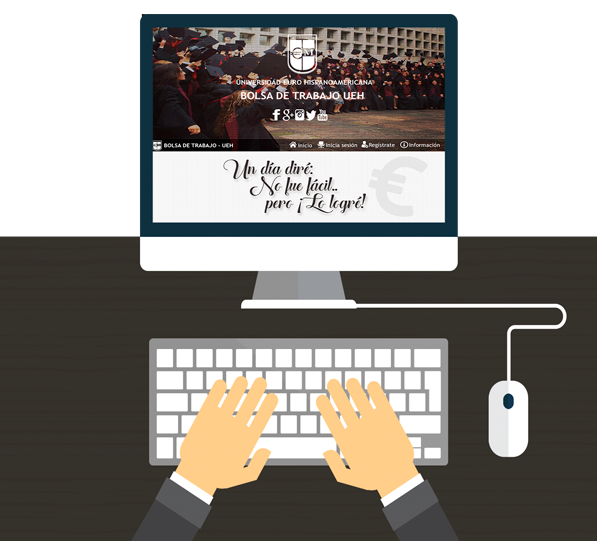 UNIVERSIDAD EURO HISPANOAMERICANA
BOLSA DE TRABAJO UEH
BOLSA DE TRABAJO - UEH
Inicio
Inicia sesión
Regístrate
Información
Un día diré:
No fue fácil..
pero ¡Lo logré!
€